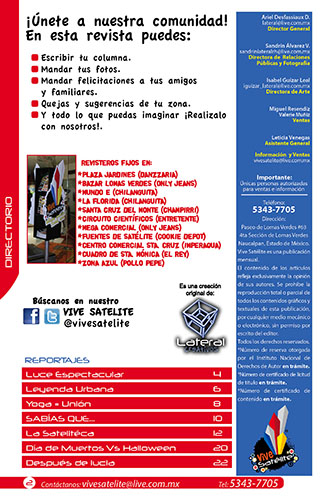 ¡Únete a nuestra comunidad!
En esta revista puedes:
Escribir tu columna.
Mandar tus fotos.
Mandar felicitaciones a tus amigos
y familiares.
Quejas y sugerencias de tu zona.
Y todo lo que puedas imaginar ¡Realízalo
con nosotros!.
DIRECTORIO
REVISTEROS FIJOS EN:
*PLAZA JARDINES (DANZARIA)
*BAZAR LOMAS VERDES (ONLY JEANS)
*MUNDO E (CHILANGUITA)
*LA FLORIDA (CHILANGUITA)
*SANTA CRUZ DEL MONTE (CHAMPIRR)
*CIRCUITO CIENTÍFICOS (ENTRETENTE)
*MEGA COMERCIAL (ONLY JEANS)
*FUENTES DE SATÉLITE (COOKIE DEPOT)
*CENTRO COMERCIAL STA. CRUZ (IMPERAGUA)
*CUADRO DE STA. MÓNICA (EL REY)
*ZONA AZUL (POLLO PEPE)
Búscanos en nuestro
VIVE SATELITE
@vivesatelite
Es una creación
original de:
Lateral
REPORTAJES
Luce Espectacular 4
Leyenda Urbana 6
Yoga = Unión 8
SABÍAS QUE... 10
La Satelitéca 12
Día de Muertos Vs Halloween 20
Después de lucía 22
2 Contáctanos: vivesatelite@live.com.mx Tel: 5343-7705
Ariel Desfassiaux D.
lateral@live.com.mx
Director General
Sandrin Álvarez V.
sandrinlateralrh@live.com.mx
Directora de Relaciones
Públicas y Fotografía
Isabel Guízar Leal
iguizar_lateral@live.com.mx
Directora de Arte
Miguel Resendiz
Valerie Muñiz
Ventas
Leticia Venegas
Asistente General
Información y Ventas
vivesatelite@live.com.mx
Importante:
Únicas personas autorizadas
para ventas e información
Teléfono:
5343-7705
Dirección:
Paseo de Lomas Verdes #63
1ra Sección de Lomas Verdes
Naucalpan, Estado de México.
Vive Satélite es una publicación
mensual.
El contenido de los artículos
refleja exclusivamente la opinión
de sus autores. Se prohíbe la
reproducción total o parcial de
todos los contenidos gráficos y
textuales de esta publicación,
por cualquier medio mecánico
o electrónico, sin permiso por
escrito del editor.
Todos los derechos reservados.
*Número de reserva otorgado
por el Instituto Nacional de
Derechos de Autor en trámite.
*Número de certificado de licitud
de título en trámite.
*Número de certificado de
contenido en trámite.
Vive
Satélite